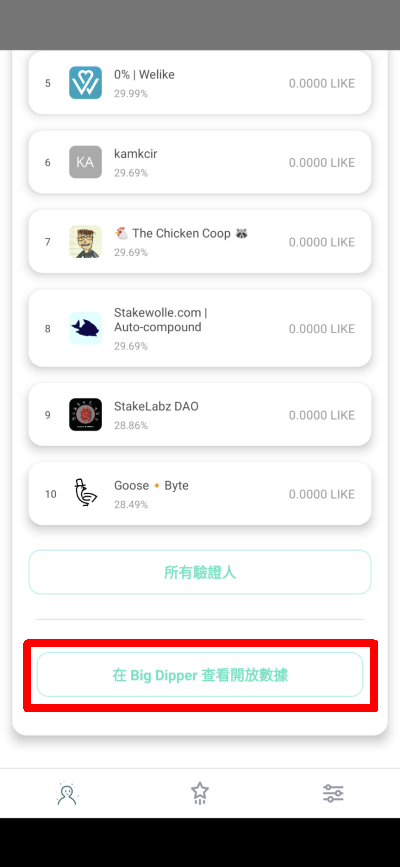 5
0% | Welike
29.99%
0.0000 LIKE
6
KA
kamkcir
29.69%
0.0000 LIKE
7
🐔 The Chicken Coop 🦝
29.69%
0.0000 LIKE
8
Stakewolle.com |
Auto-compound
29.69%
0.0000 LIKE
9
StakeLabz DAO
28.86%
0.0000 LIKE
10
Goose🔸Byte
28.49%
0.0000 LIKE
所有驗證人
在 Big Dipper 查看開放數據